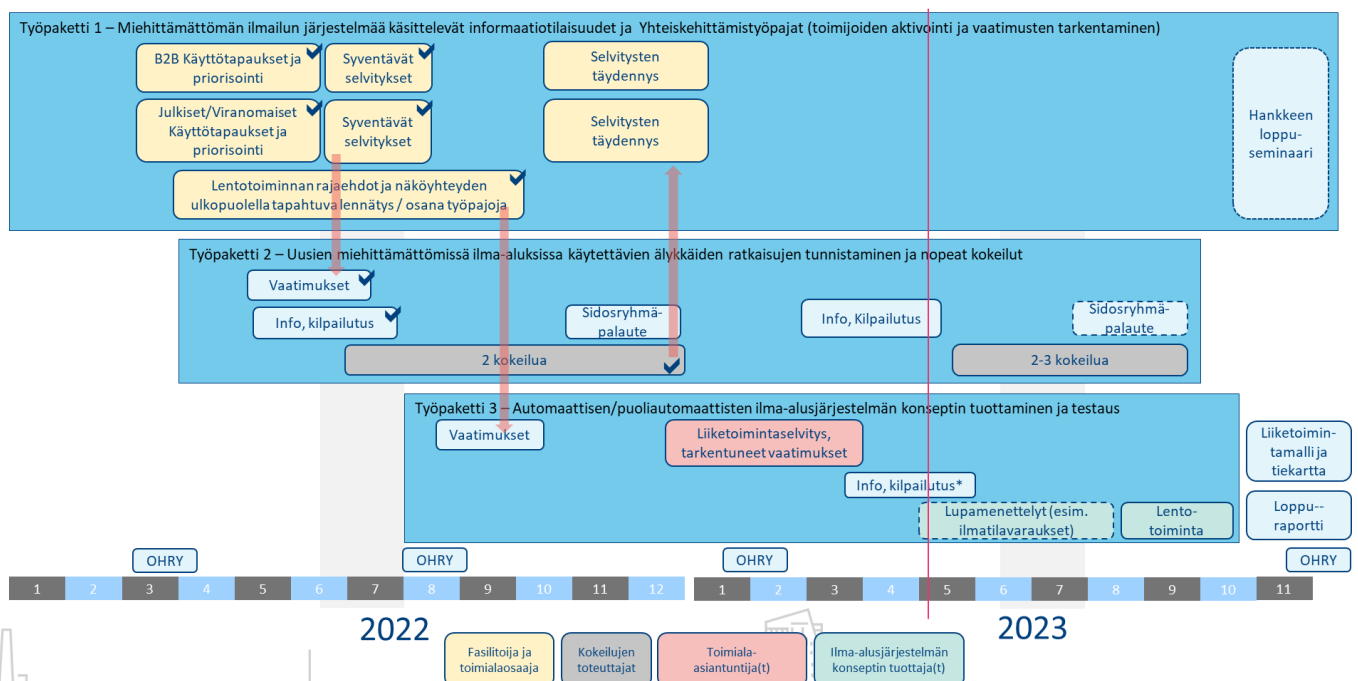 Työpaketti 1 – Miehittämättömän ilmailun järjestelmää käsittelevät informaatiotilaisuudet ja Yhteiskehittämistyöpajat (toimijoiden aktivointi ja vaatimusten tarkentaminen)
B2B Käyttötapaukset ja
priorisointi
Syventävät
selvitykset
Selvitysten
täydennys
Julkiset/Viranomaiset
Käyttötapaukset ja
priorisointi
Syventävät
selvitykset
Selvitysten
täydennys
Hankkeen
loppu-
seminaari
Lentotoiminnan rajaehdot ja näköyhteyden
ulkopuolella tapahtuva lennätys / osana työpajoja
Työpaketti 2 – Uusien miehittämättömissä ilma-aluksissa käytettävien älykkäiden ratkaisujen tunnistaminen ja nopeat kokeilut
Vaatimukset
Info, kilpailutus
Sidosryhmä-
palaute
Info, Kilpailutus
Sidosryhmä-
palaute
2 kokeilua
2-3 kokeilua
Työpaketti 3 – Automaattisen/puoliautomaattisten ilma-alusjärjestelmän konseptin tuottaminen ja testaus
Vaatimukset
Liiketoimintaselvitys,
tarkentuneet vaatimukset
Info, kilpailutus*
Lupamenettelyt (esim.
ilmatilavaraukset)
Lento-
toiminta
Liiketoimin-
tamalli ja
tiekartta
Loppu--
raportti
OHRY
OHRY
OHRY
OHRY
1 2 3 4 5 6 7 8 9 10 11 12 1 2 3 4 5 6 7 8 9 10 11
2022
2023
Fasilitoija ja
toimialaosaaja
Kokeilujen
toteuttajat
Toimiala-
asiantuntija(t)
Ilma-alusjärjestelmän
konseptin tuottaja(t)